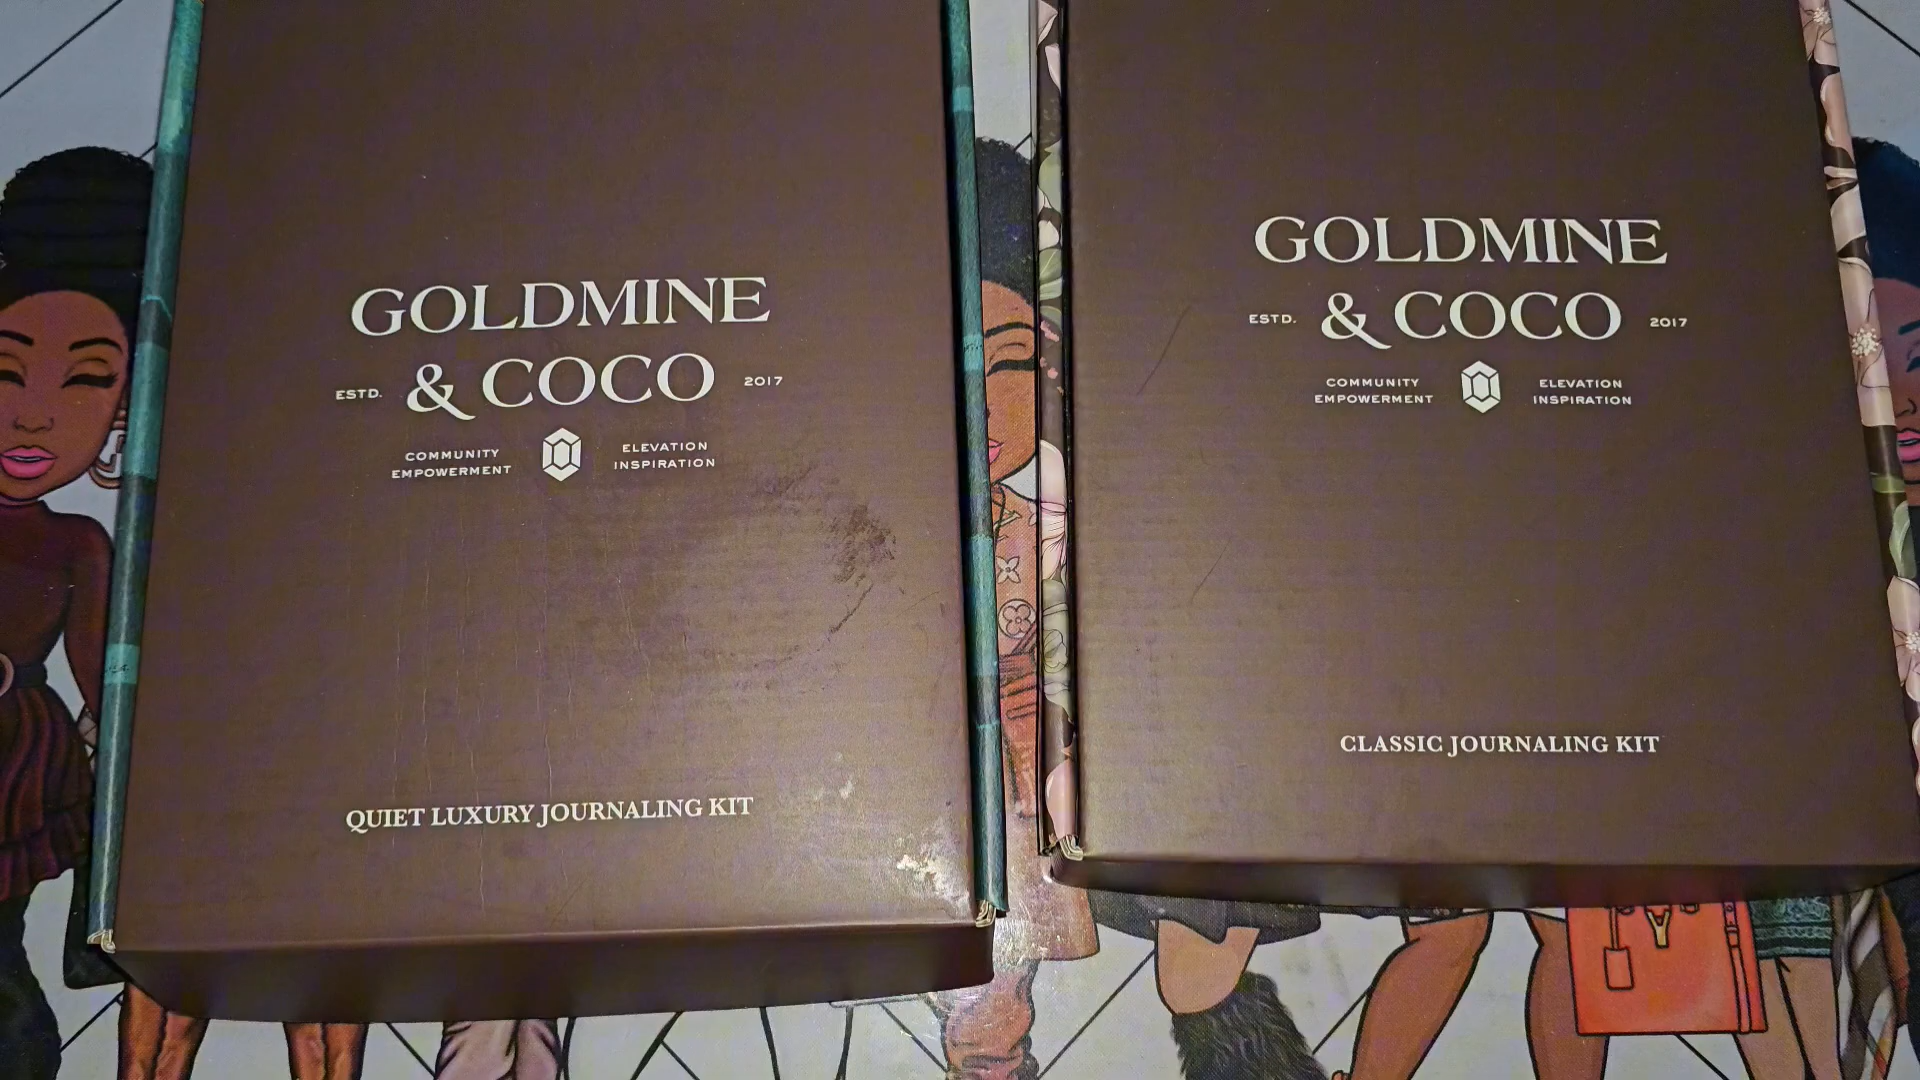 GOLDMINE
ESTD. & COCO 2017
COMMUNITY ELEVATION
EMPOWERMENT INSPIRATION
QUIET LUXURY JOURNALING KIT
GOLDMINE
ESTD. & COCO 2017
COMMUNITY ELEVATION
EMPOWERMENT INSPIRATION
CLASSIC JOURNALING KIT